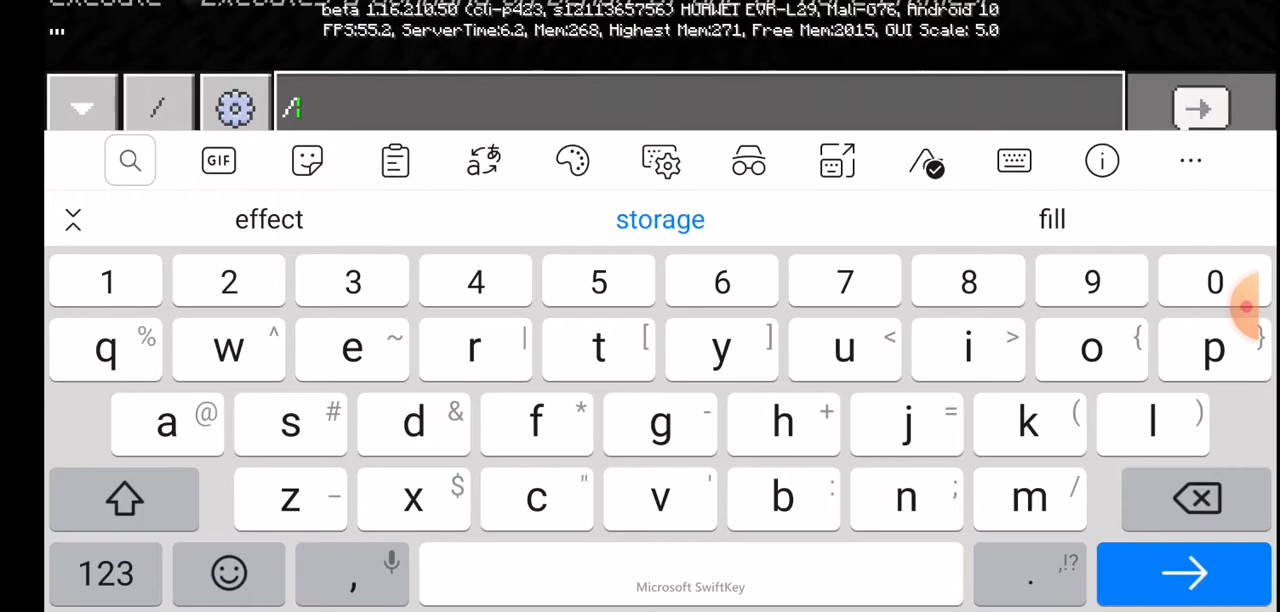 beta 1.16.210.50 (cli-p423, s1211365756) HUAWEI EVR-L29, Mali-G76, Android 10
FPS:55.2, ServerTime:6.2, Mem:268, Highest Mem:271, Free Mem:2015, GUI Scale: 5.0
...
/
/
GIF
effect storage fill
1 2 3 4 5 6 7 8 9 0
q % w ^ e ~ r | t [ y ] u < i > o { p }
a @ s # d & f * g - h + j = k ( l )
z _ x $ c " v ' b : n ; m /
123 , Microsoft SwiftKey . ,!?